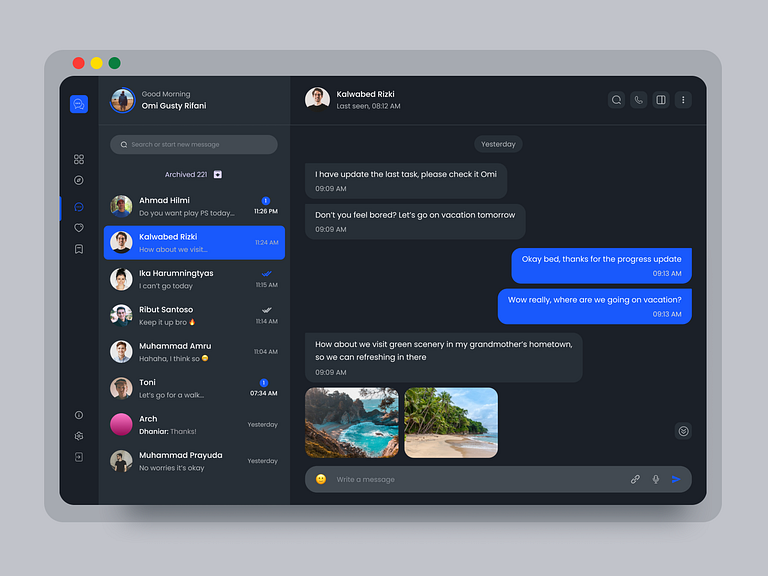 Good Morning
Omi Gusty Rifani
Search or start new message
Archived 221
Ahmad Hilmi
1
Do you want play PS today...
11:26 PM
Kalwabed Rizki
How about we visit...
11:24 AM
Ika Harumningtyas
I can't go today
11:15 AM
Ribut Santoso
Keep it up bro 🔥
11:14 AM
Muhammad Amru
Hahaha, I think so 😄
11:04 AM
Toni
1
Let's go for a walk...
07:34 AM
Arch
Dhaniar: Thanks!
Yesterday
Muhammad Prayuda
No worries it's okay
Yesterday
Kalwabed Rizki
Last seen, 08:12 AM
Yesterday
I have update the last task, please check it Omi
09:09 AM
Don't you feel bored? Let's go on vacation tomorrow
09:09 AM
Okay bed, thanks for the progress update
09:13 AM
Wow really, where are we going on vacation?
09:13 AM
How about we visit green scenery in my grandmother's hometown,
so we can refreshing in there
09:09 AM
Write a message